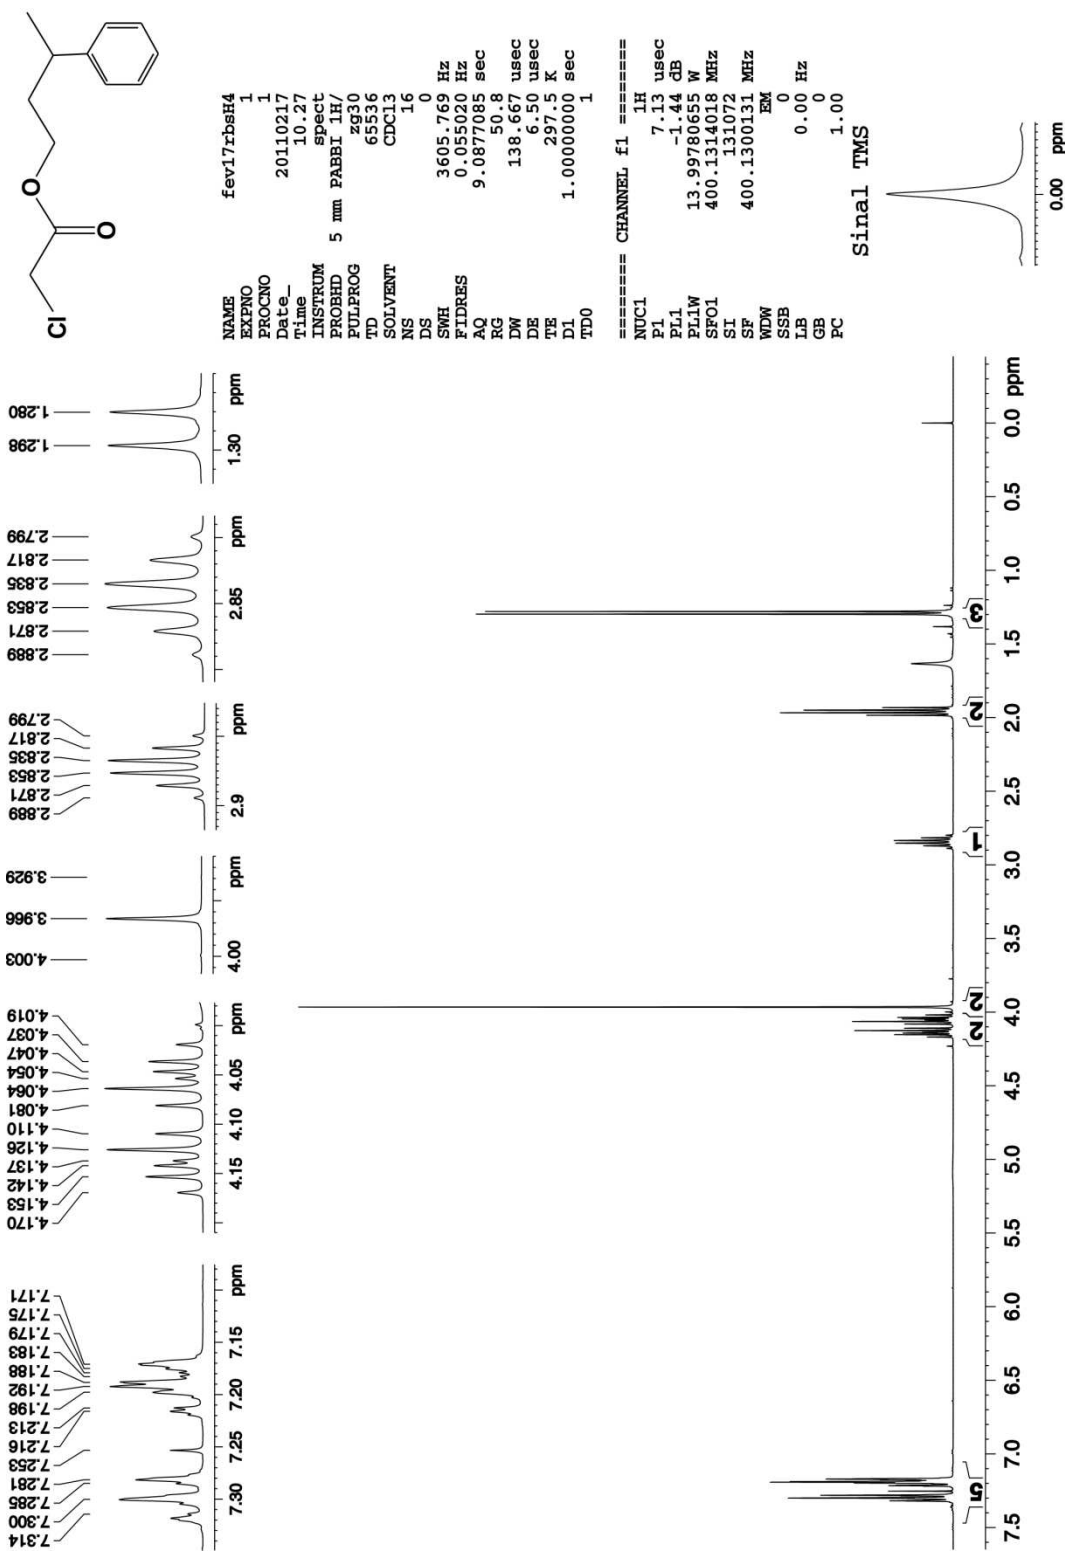 7.314
7.300
7.285
7.281
7.253
7.216
7.213
7.198
7.192
7.188
7.183
7.179
7.175
7.171
4.170
4.153
4.142
4.137
4.126
4.110
4.081
4.064
4.054
4.047
4.037
4.019
4.003
3.966
3.929
2.889
2.871
2.853
2.835
2.817
2.799
2.889
2.871
2.853
2.835
2.817
2.799
1.298
1.280
7.30 7.25 7.20 7.15 ppm
4.15 4.10 4.05 ppm
4.00 ppm
2.9 ppm
2.85 ppm
1.30 ppm
Cl O O
NAME fev17rbsH4
EXPNO 1
PROCNO 1
Date_ 20110217
Time 10.27
INSTRUM spect
PROBHD 5 mm PABBI 1H/
PULPROG zg30
TD 65536
SOLVENT CDCl3
NS 16
DS 0
SWH 3605.769 Hz
FIDRES 0.055020 Hz
AQ 9.0877085 sec
RG 50.8
DW 138.667 usec
DE 6.50 usec
TE 297.5 K
D1 1.00000000 sec
TD0 1
======== CHANNEL f1 ========
NUC1 1H
P1 7.13 usec
PL1 -1.44 dB
PL1W 13.99780655 W
SFO1 400.1314018 MHz
SI 131072
SF 400.1300131 MHz
WDW EM
SSB 0
LB 0.00 Hz
GB 0
PC 1.00
Sinal TMS
0.00 ppm
5 2 2 1 2 3
7.5 7.0 6.5 6.0 5.5 5.0 4.5 4.0 3.5 3.0 2.5 2.0 1.5 1.0 0.5 0.0 ppm